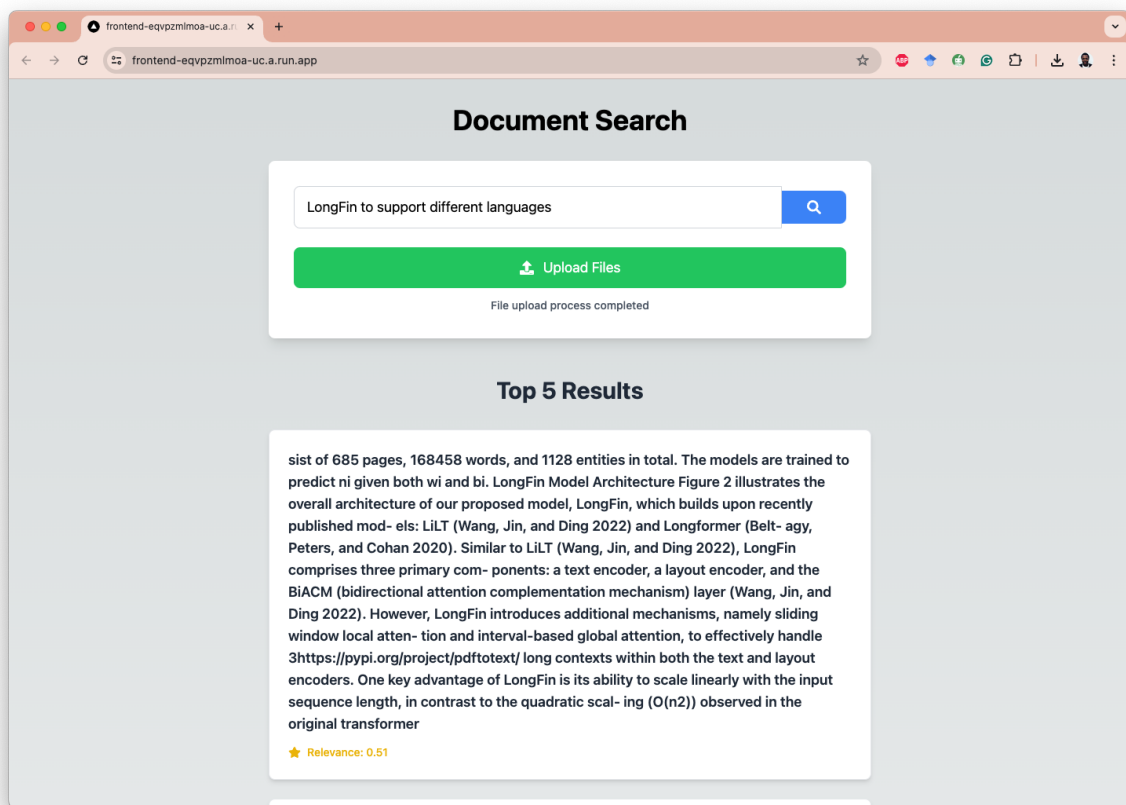 frontend-eqvpzmlmoa-uc.a.r
frontend-eqvpzmlmoa-uc.a.run.app
ABP
Document Search
LongFin to support different languages
Upload Files
File upload process completed
Top 5 Results
sist of 685 pages, 168458 words, and 1128 entities in total. The models are trained to
predict ni given both wi and bi. LongFin Model Architecture Figure 2 illustrates the
overall architecture of our proposed model, LongFin, which builds upon recently
published mod- els: LiLT (Wang, Jin, and Ding 2022) and Longformer (Belt- agy,
Peters, and Cohan 2020). Similar to LiLT (Wang, Jin, and Ding 2022), LongFin
comprises three primary com- ponents: a text encoder, a layout encoder, and the
BiACM (bidirectional attention complementation mechanism) layer (Wang, Jin, and
Ding 2022). However, LongFin introduces additional mechanisms, namely sliding
window local atten- tion and interval-based global attention, to effectively handle
3https://pypi.org/project/pdftotext/ long contexts within both the text and layout
encoders. One key advantage of LongFin is its ability to scale linearly with the input
sequence length, in contrast to the quadratic scal- ing (O(n2)) observed in the
original transformer
Relevance: 0.51